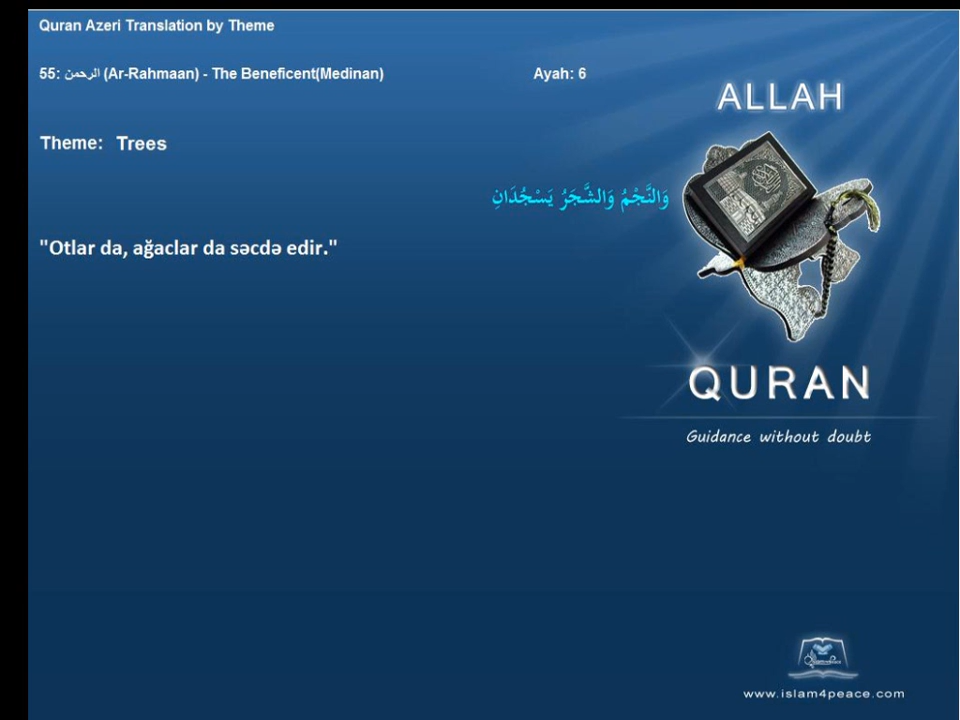 Quran Azeri Translation by Theme
55: الرحمن (Ar-Rahmaan) - The Beneficent(Medinan)
Ayah: 6
ALLAH
Theme: Trees
وَالنَّجْمُ وَالشَّجَرُ يَسْجُدَانِ
"Otlar da, ağaclar da səcdə edir."
QURAN
Guidance without doubt
www.islam4peace.com